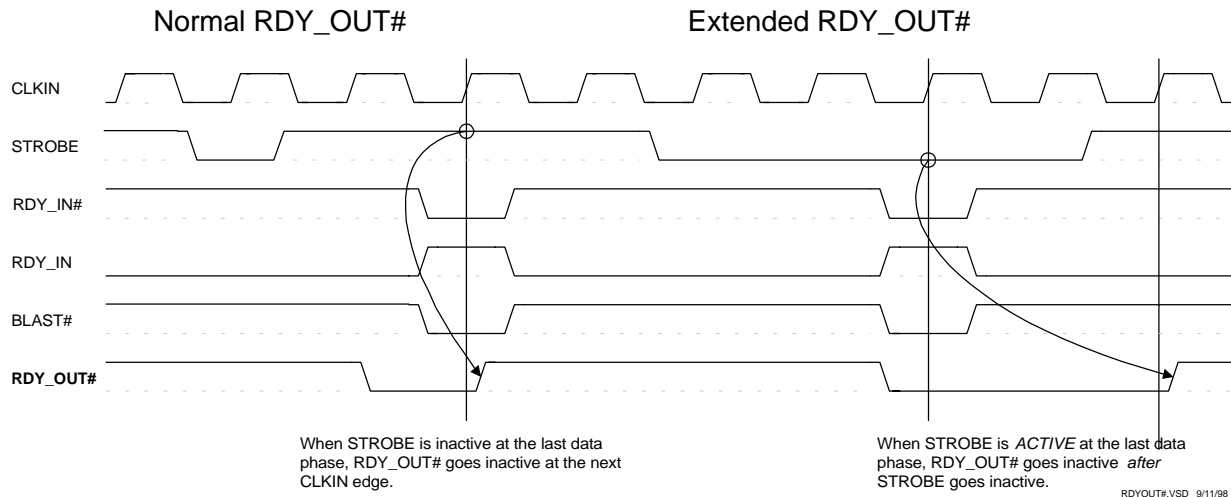 Normal RDY_OUT#
Extended RDY_OUT#
CLKIN
STROBE
RDY_IN#
RDY_IN
BLAST#
RDY_OUT#
When STROBE is inactive at the last data
phase, RDY_OUT# goes inactive at the next
CLKIN edge.
When STROBE is ACTIVE at the last data
phase, RDY_OUT# goes inactive after
STROBE goes inactive.
RDYOUT#.VSD 9/11/98